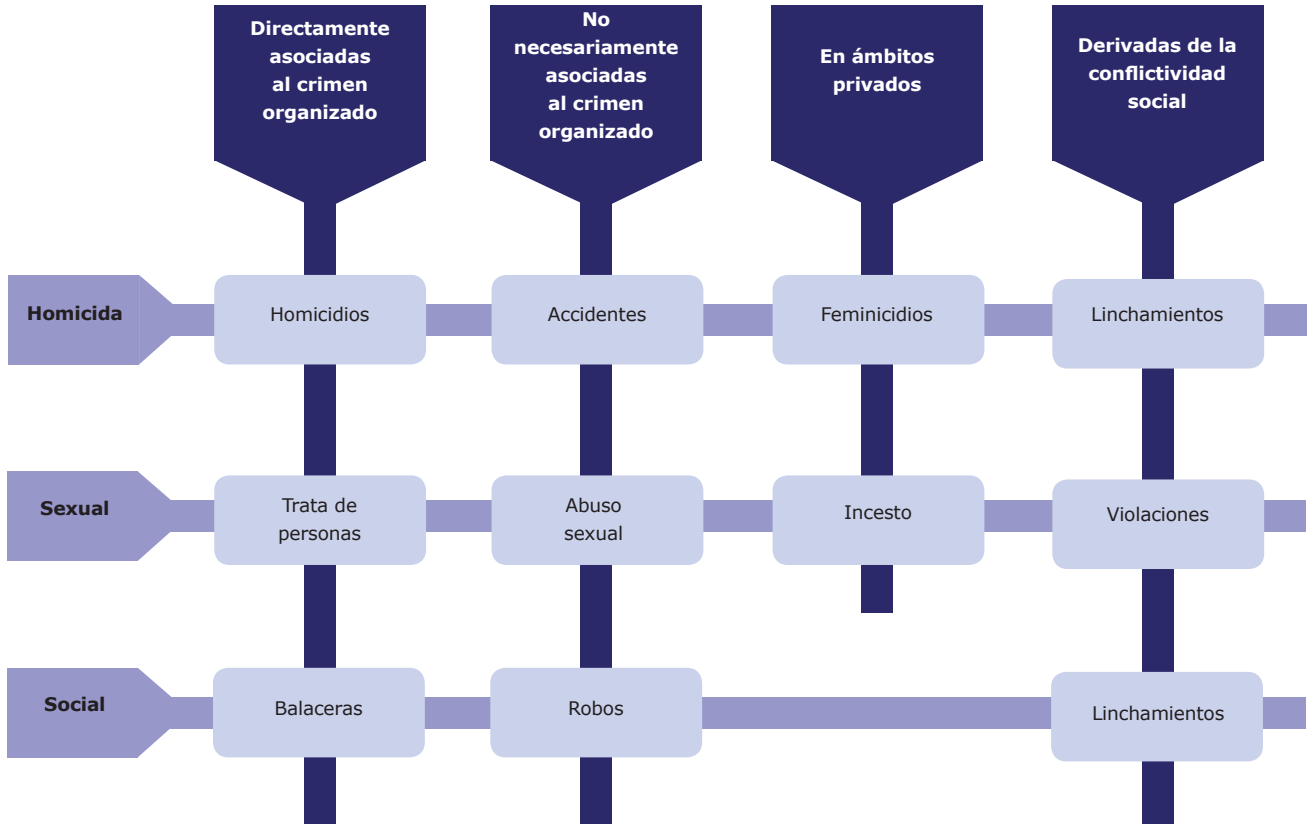 Directamente
asociadas
al crimen
organizado
No
necesariamente
asociadas
al crimen
organizado
En ámbitos
privados
Derivadas de la
conflictividad
social
Homicida
Homicidios
Accidentes
Feminicidios
Linchamientos
Sexual
Trata de
personas
Abuso
sexual
Incesto
Violaciones
Social
Balaceras
Robos
Linchamientos